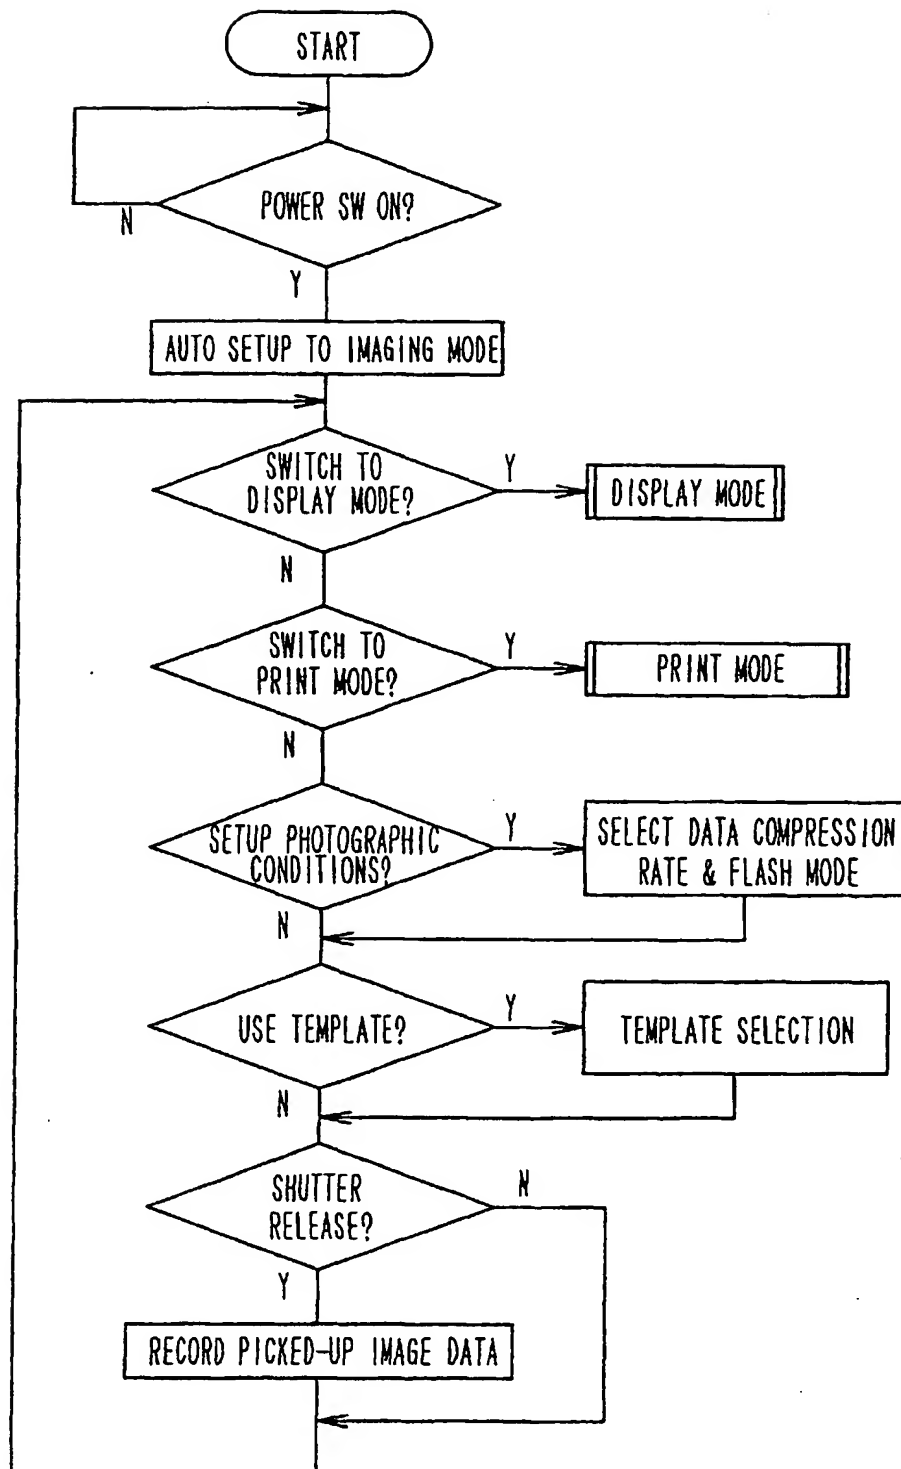 START
POWER SW ON?
N
Y
AUTO SETUP TO IMAGING MODE
SWITCH TO
DISPLAY MODE?
Y
DISPLAY MODE
N
SWITCH TO
PRINT MODE?
Y
PRINT MODE
N
SETUP PHOTOGRAPHIC
CONDITIONS?
Y
SELECT DATA COMPRESSION
RATE & FLASH MODE
N
USE TEMPLATE?
Y
TEMPLATE SELECTION
N
SHUTTER
RELEASE?
N
Y
RECORD PICKED-UP IMAGE DATA